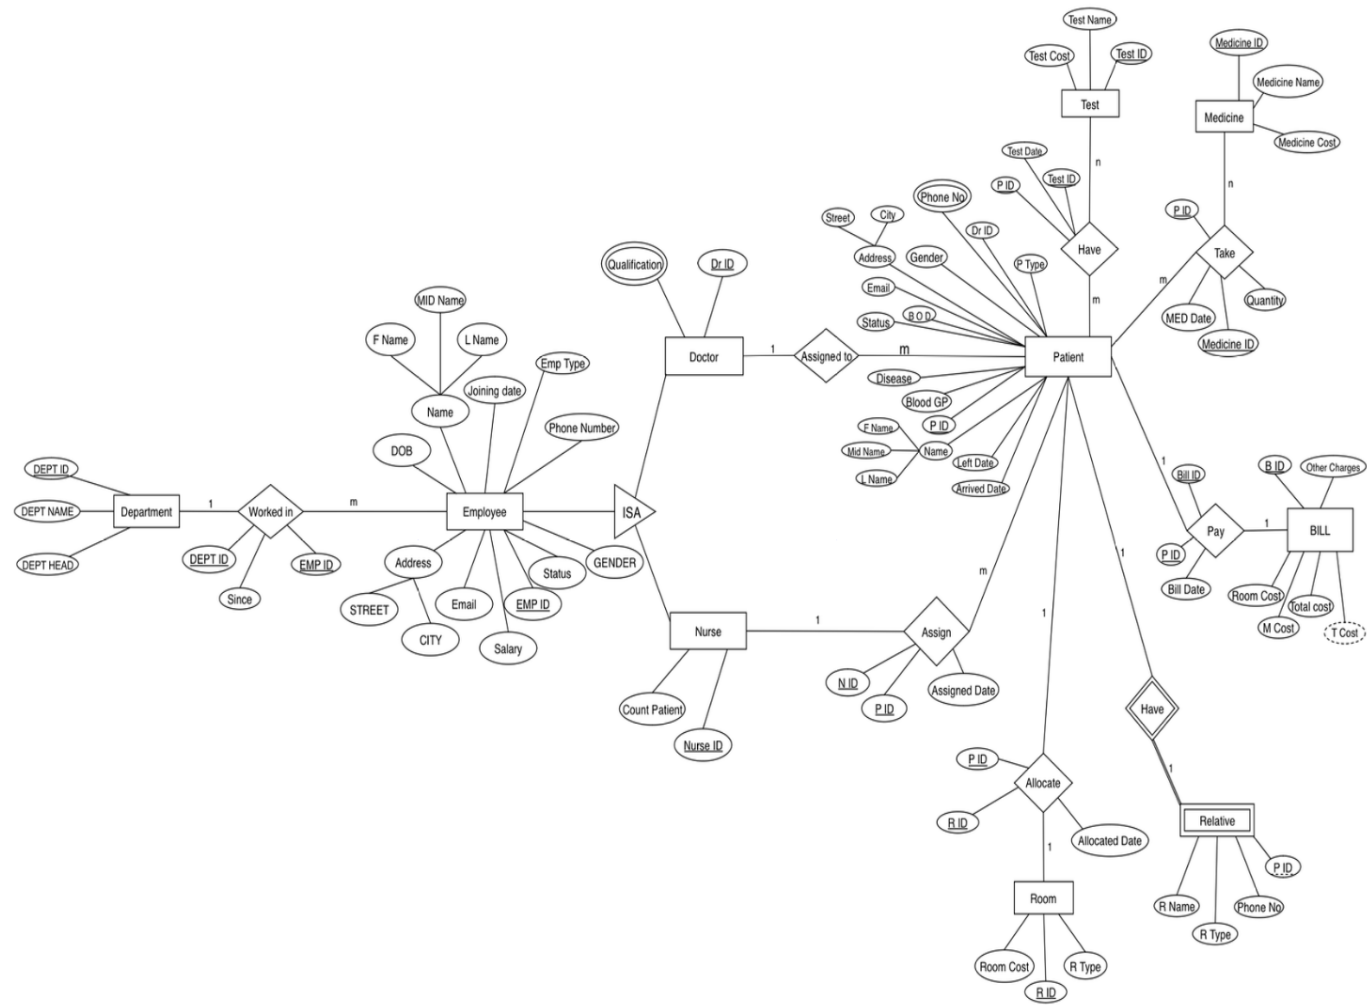 Test Name
Test Cost
Test ID
Test
Medicine ID
Medicine Name
Medicine
Medicine Cost
n
n
Test Date
P ID
Test ID
Have
m
P ID
Take
m
MED Date
Quantity
Medicine ID
Street
City
Phone No
Address
Gender
Dr ID
P Type
Email
B O D
Status
Patient
Disease
Blood GP
P ID
F Name
Mid Name
Name
L Name
Left Date
Arrived Date
Qualification
Dr ID
Doctor
1
Assigned to
m
MID Name
F Name
L Name
Name
Joining date
Emp Type
Phone Number
DOB
DEPT ID
DEPT NAME
DEPT HEAD
Department
1
Worked in
m
DEPT ID
Since
EMP ID
Employee
ISA
Address
STREET
CITY
Email
Salary
EMP ID
Status
GENDER
Nurse
Count Patient
Nurse ID
1
Assign
m
N ID
P ID
Assigned Date
1
Bill ID
Pay
P ID
Bill Date
1
B ID
Other Charges
BILL
Room Cost
M Cost
Total cost
T Cost
1
Have
1
Relative
P ID
R Name
R Type
Phone No
1
P ID
Allocate
R ID
Allocated Date
1
Room
Room Cost
R ID
R Type